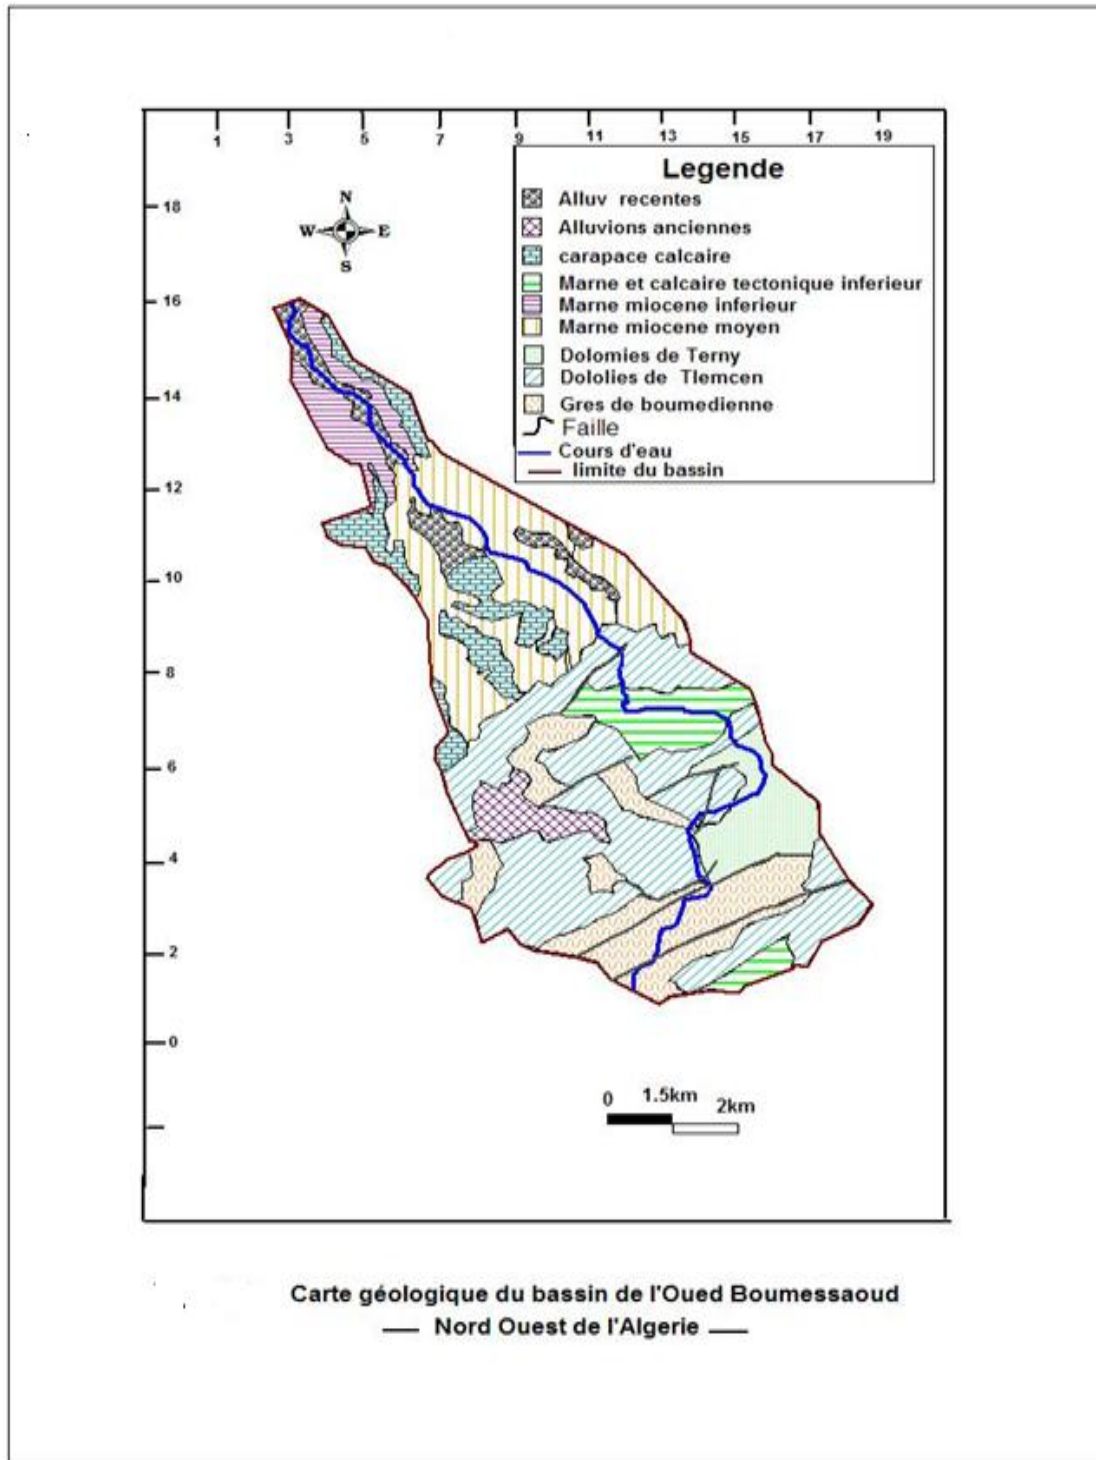 1 3 5 7 9 11 13 15 17 19
Legende
Alluv recentes
Alluvions anciennes
carapace calcaire
Marne et calcaire tectonique inferieur
Marne miocene inferieur
Marne miocene moyen
Dolomies de Terny
Dololies de Tlemcen
Gres de boumedienne
Faille
Cours d'eau
limite du bassin
N
W E
S
18
16
14
12
10
8
6
4
2
0
0 1.5km 2km
Carte géologique du bassin de l'Oued Boumessaoud
Nord Ouest de l'Algerie